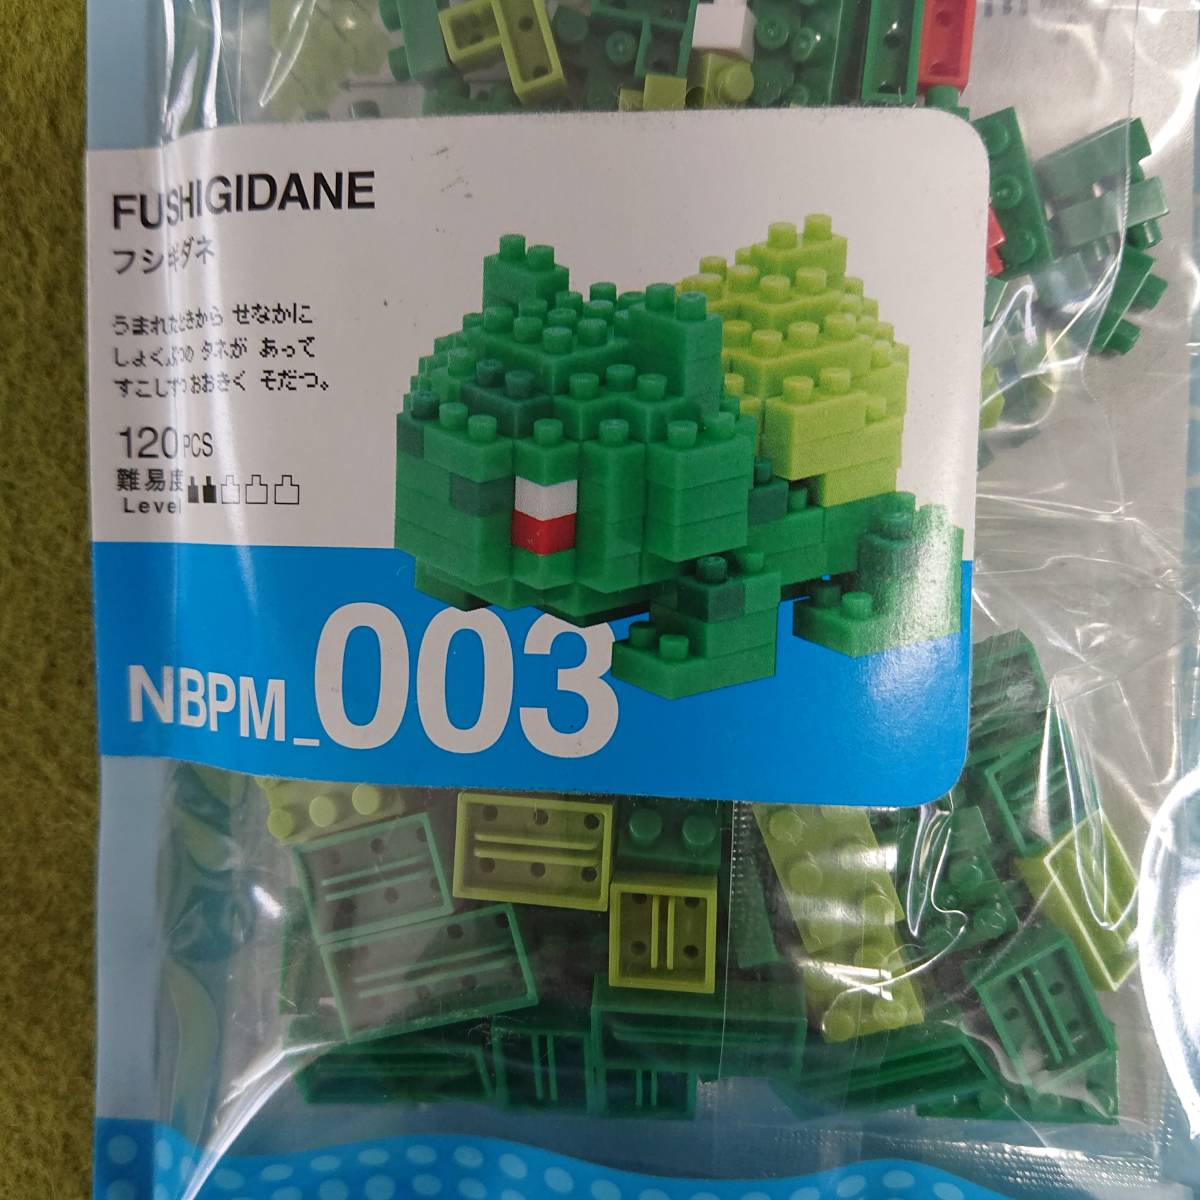 FUSHIGIDANE
フシギダネ
うまれたときから せなかに
しょくぶつの タネが あって
すこしずつ おおきく そだつ。
120PCS
難易度
Level
NBPM_003